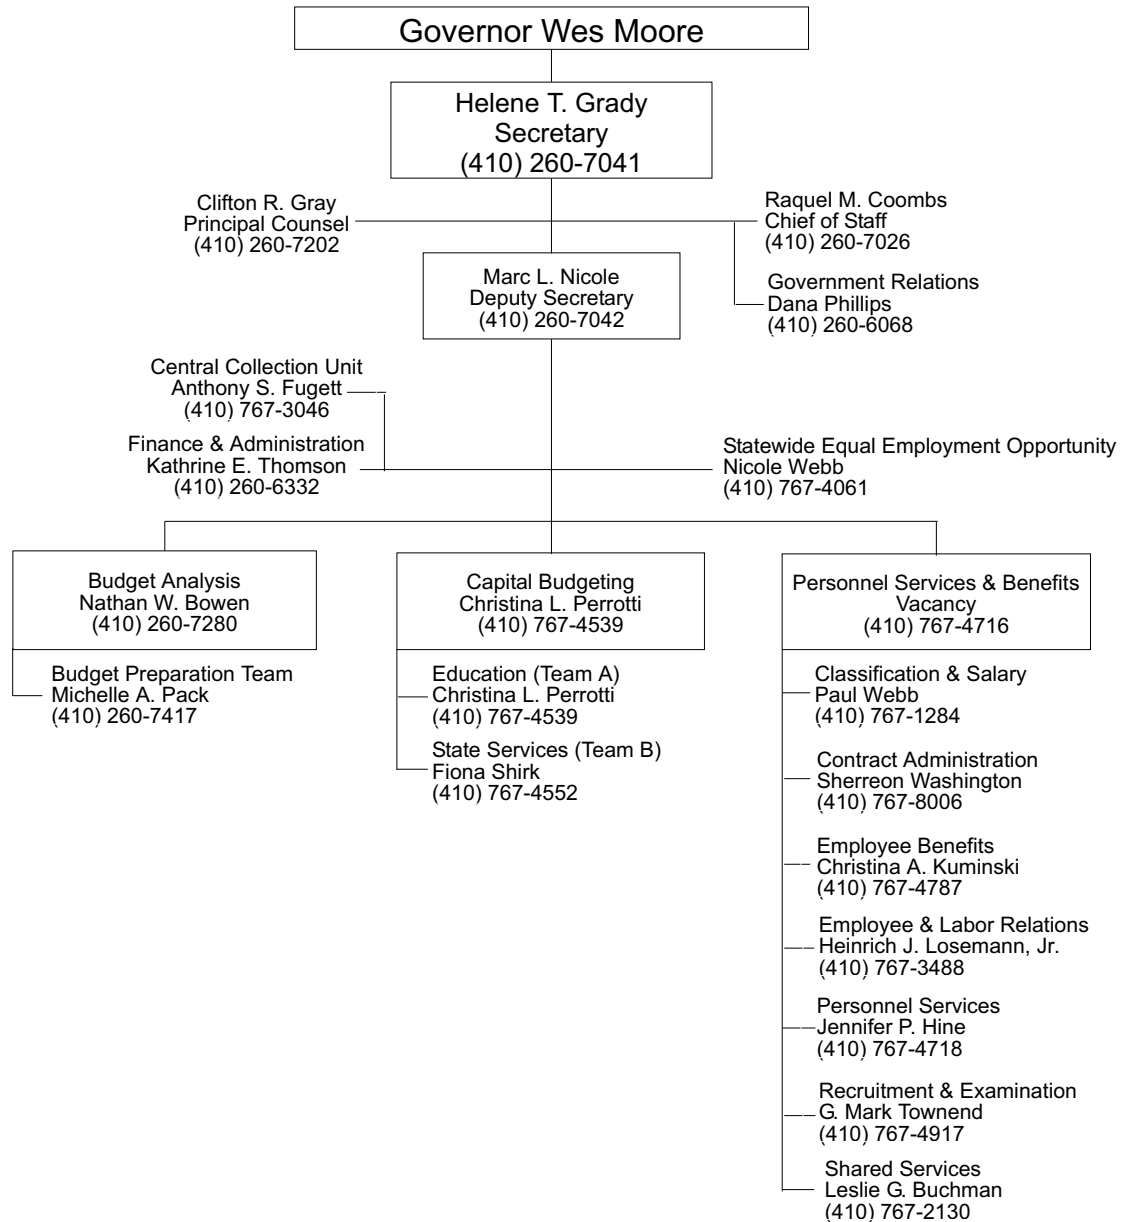 Governor Wes Moore
Helene T. Grady
Secretary
(410) 260-7041
Clifton R. Gray
Principal Counsel
(410) 260-7202
Raquel M. Coombs
Chief of Staff
(410) 260-7026
Government Relations
Dana Phillips
(410) 260-6068
Marc L. Nicole
Deputy Secretary
(410) 260-7042
Central Collection Unit
Anthony S. Fugett
(410) 767-3046
Finance & Administration
Kathrine E. Thomson
(410) 260-6332
Statewide Equal Employment Opportunity
Nicole Webb
(410) 767-4061
Budget Analysis
Nathan W. Bowen
(410) 260-7280
Budget Preparation Team
Michelle A. Pack
(410) 260-7417
Capital Budgeting
Christina L. Perrotti
(410) 767-4539
Education (Team A)
Christina L. Perrotti
(410) 767-4539
State Services (Team B)
Fiona Shirk
(410) 767-4552
Personnel Services & Benefits
Vacancy
(410) 767-4716
Classification & Salary
Paul Webb
(410) 767-1284
Contract Administration
Sherreon Washington
(410) 767-8006
Employee Benefits
Christina A. Kuminski
(410) 767-4787
Employee & Labor Relations
Heinrich J. Losemann, Jr.
(410) 767-3488
Personnel Services
Jennifer P. Hine
(410) 767-4718
Recruitment & Examination
G. Mark Townend
(410) 767-4917
Shared Services
Leslie G. Buchman
(410) 767-2130